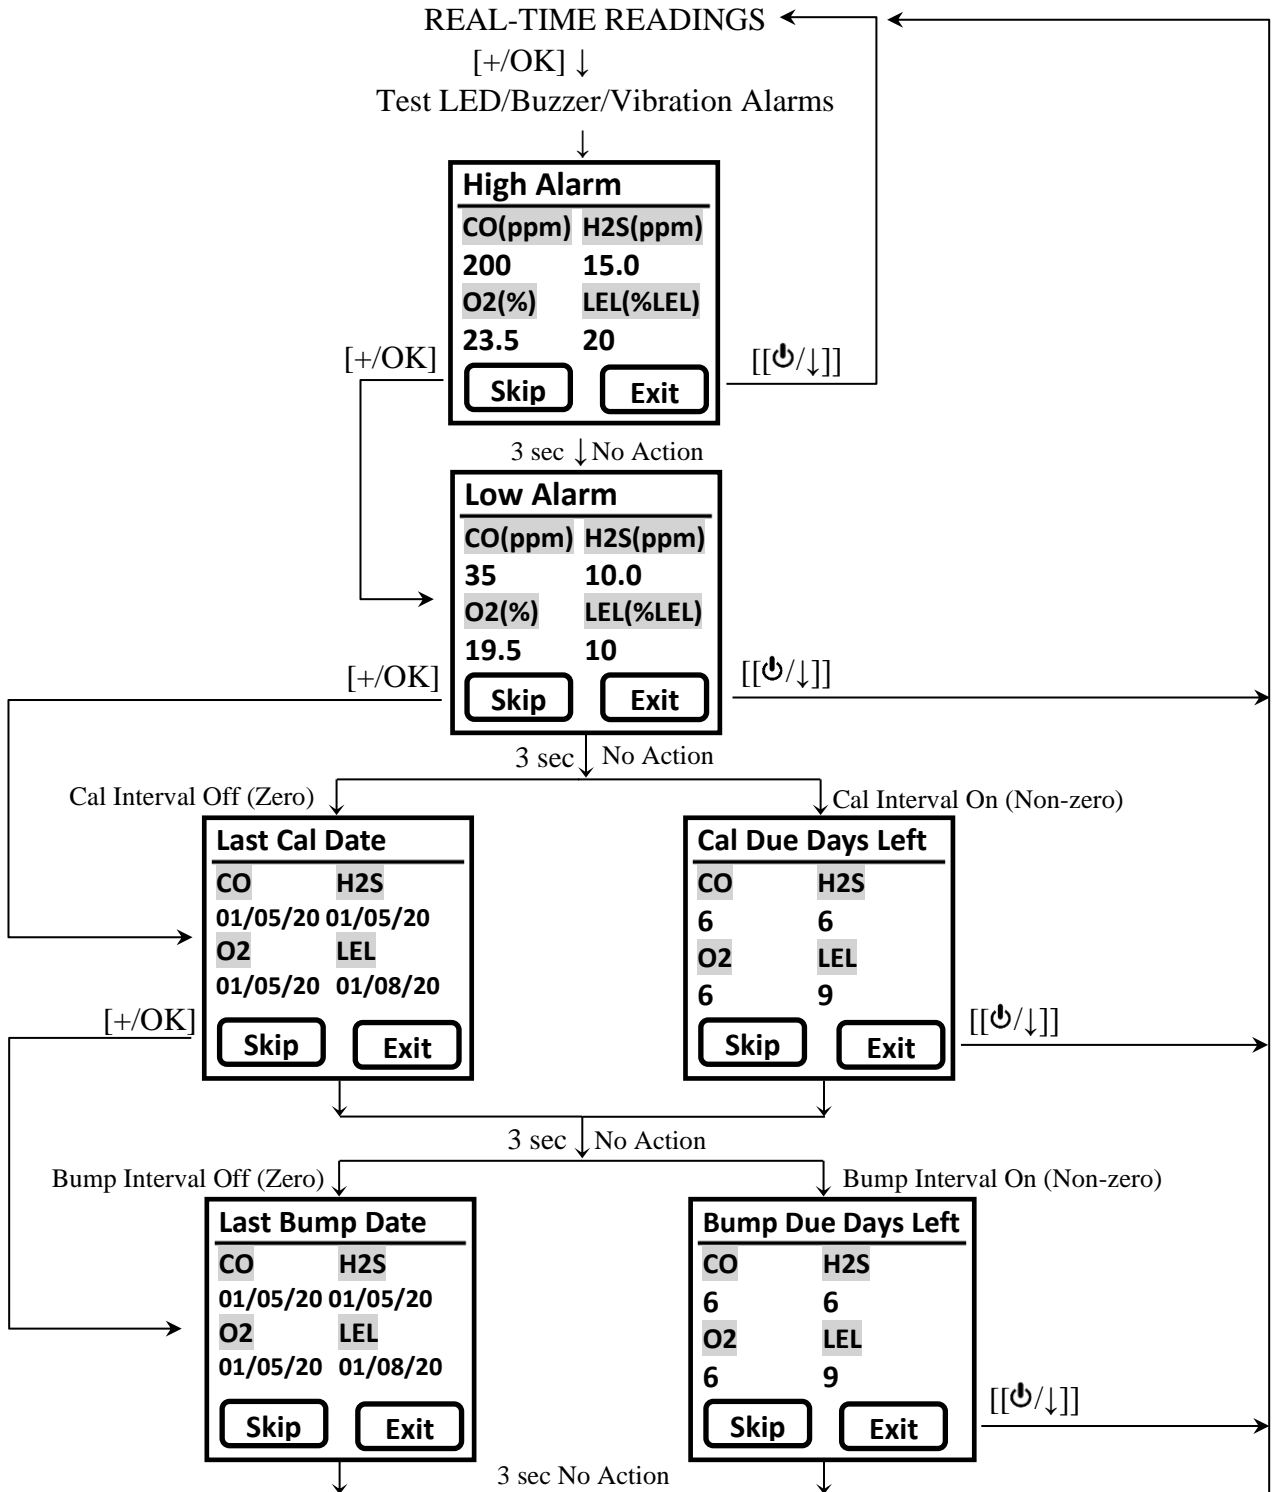 REAL-TIME READINGS
[+/OK] ↓
Test LED/Buzzer/Vibration Alarms
↓
High Alarm
CO(ppm) H2S(ppm)
200 15.0
O2(%) LEL(%LEL)
23.5 20
[+/OK]
[[⏻/↓]]
Skip Exit
3 sec ↓ No Action
Low Alarm
CO(ppm) H2S(ppm)
35 10.0
O2(%) LEL(%LEL)
19.5 10
[+/OK]
[[⏻/↓]]
Skip Exit
3 sec No Action
Cal Interval Off (Zero)
Cal Interval On (Non-zero)
Last Cal Date
CO H2S
01/05/20 01/05/20
O2 LEL
01/05/20 01/08/20
[+/OK]
Skip Exit
Cal Due Days Left
CO H2S
6 6
O2 LEL
6 9
[[⏻/↓]]
Skip Exit
3 sec No Action
Bump Interval Off (Zero)
Bump Interval On (Non-zero)
Last Bump Date
CO H2S
01/05/20 01/05/20
O2 LEL
01/05/20 01/08/20
Skip Exit
Bump Due Days Left
CO H2S
6 6
O2 LEL
6 9
[[⏻/↓]]
Skip Exit
3 sec No Action